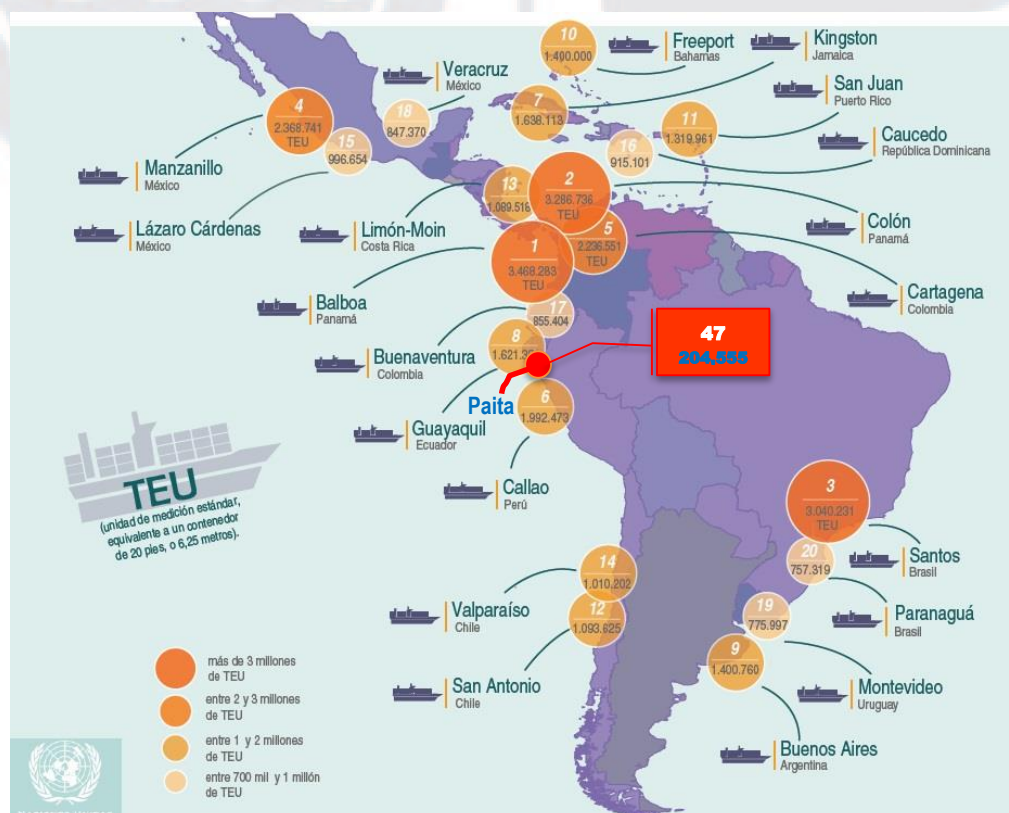 10
1.400.000
Freeport
Bahamas
Kingston
Jamaica
Veracruz
México
San Juan
Puerto Rico
4
2.368.741
TEU
18
847.370
7
1.638.113
11
1.319.961
Caucedo
República Dominicana
15
996.654
16
915.101
Manzanillo
México
13
1.089.518
2
3.286.736
TEU
Lázaro Cárdenas
México
Limón-Moin
Costa Rica
Colón
Panamá
5
2.236.551
TEU
1
3.468.283
TEU
Balboa
Panamá
Cartagena
Colombia
17
855.404
Buenaventura
Colombia
8
47
204,555
Paita
6
1.992.473
Guayaquil
Ecuador
Callao
Perú
TEU
(unidad de medición estándar,
equivalente a un contenedor
de 20 pies, o 6,25 metros).
3
3.040.231
TEU
Santos
Brasil
20
757.319
14
1.010.202
Valparaíso
Chile
12
1.093.625
19
775.997
Paranaguá
Brasil
9
1.400.760
San Antonio
Chile
Montevideo
Uruguay
Buenos Aires
Argentina
más de 3 millones
de TEU
entre 2 y 3 millones
de TEU
entre 1 y 2 millones
de TEU
entre 700 mil y 1 millón
de TEU